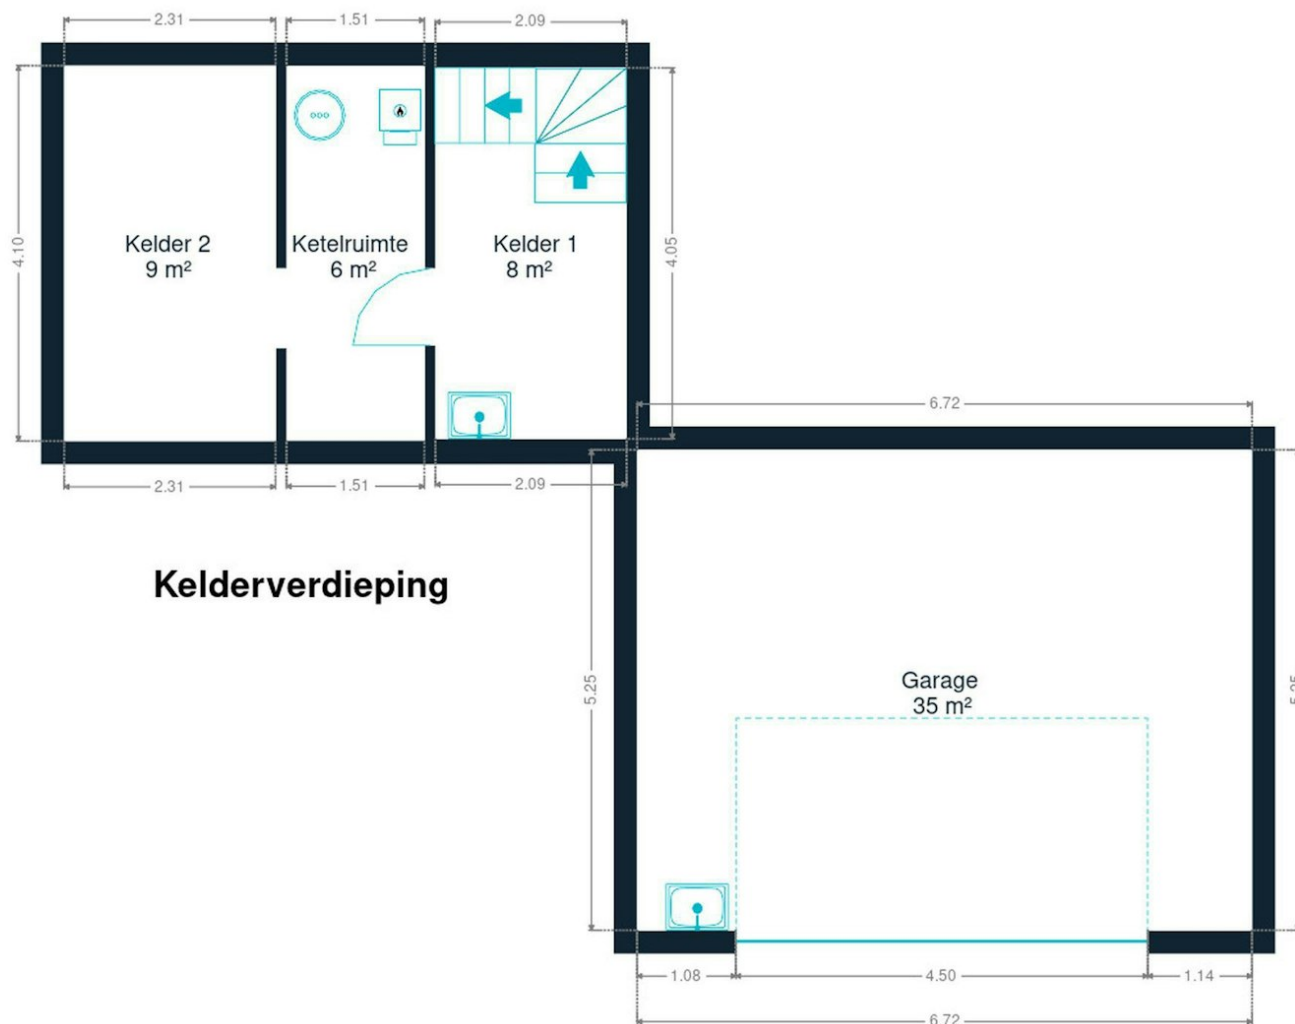 2.31
1.51
2.09
4.10
4.05
Kelder 2
9 m²
Ketelruimte
6 m²
Kelder 1
8 m²
6.72
2.31
1.51
2.09
Kelderverdieping
5.25
Garage
35 m²
1.08
4.50
1.14
6.72